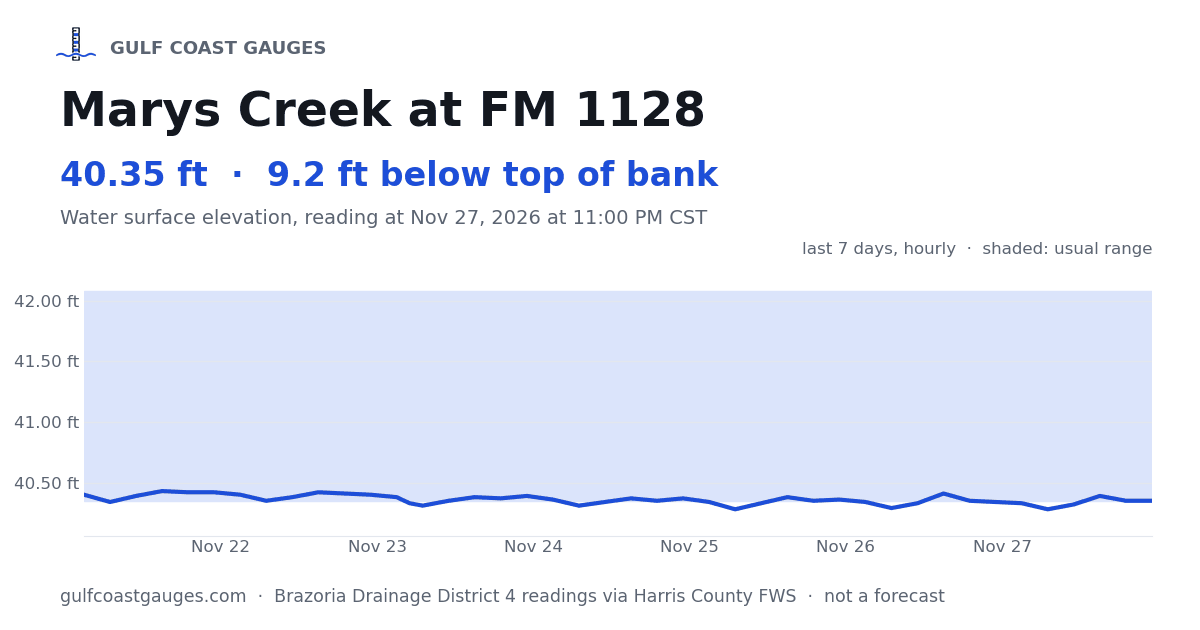 GULF COAST GAUGES
Marys Creek at FM 1128
40.35 ft · 9.2 ft below top of bank
Water surface elevation, reading at Nov 27, 2026 at 11:00 PM CST
last 7 days, hourly · shaded: usual range
42.00 ft
41.50 ft
41.00 ft
40.50 ft
Nov 22 Nov 23 Nov 24 Nov 25 Nov 26 Nov 27
gulfcoastgauges.com · Brazoria Drainage District 4 readings via Harris County FWS · not a forecast